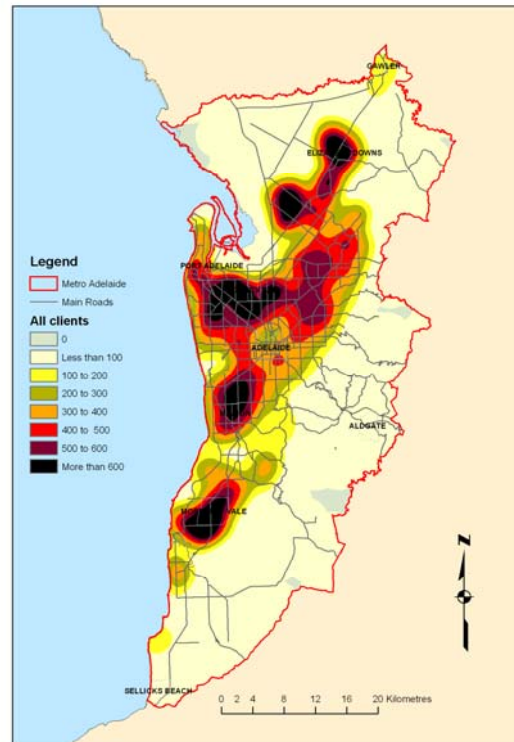 GAWLER
ELIZABETH DOWNS
PORT ADELAIDE
Legend
Metro Adelaide
Main Roads
All clients
0
Less than 100
100 to 200
200 to 300
300 to 400
400 to 500
500 to 600
More than 600
ADELAIDE
ALDGATE
VALE
N
SELLICKS BEACH
0 2 4 8 12 16 20 Kilometres